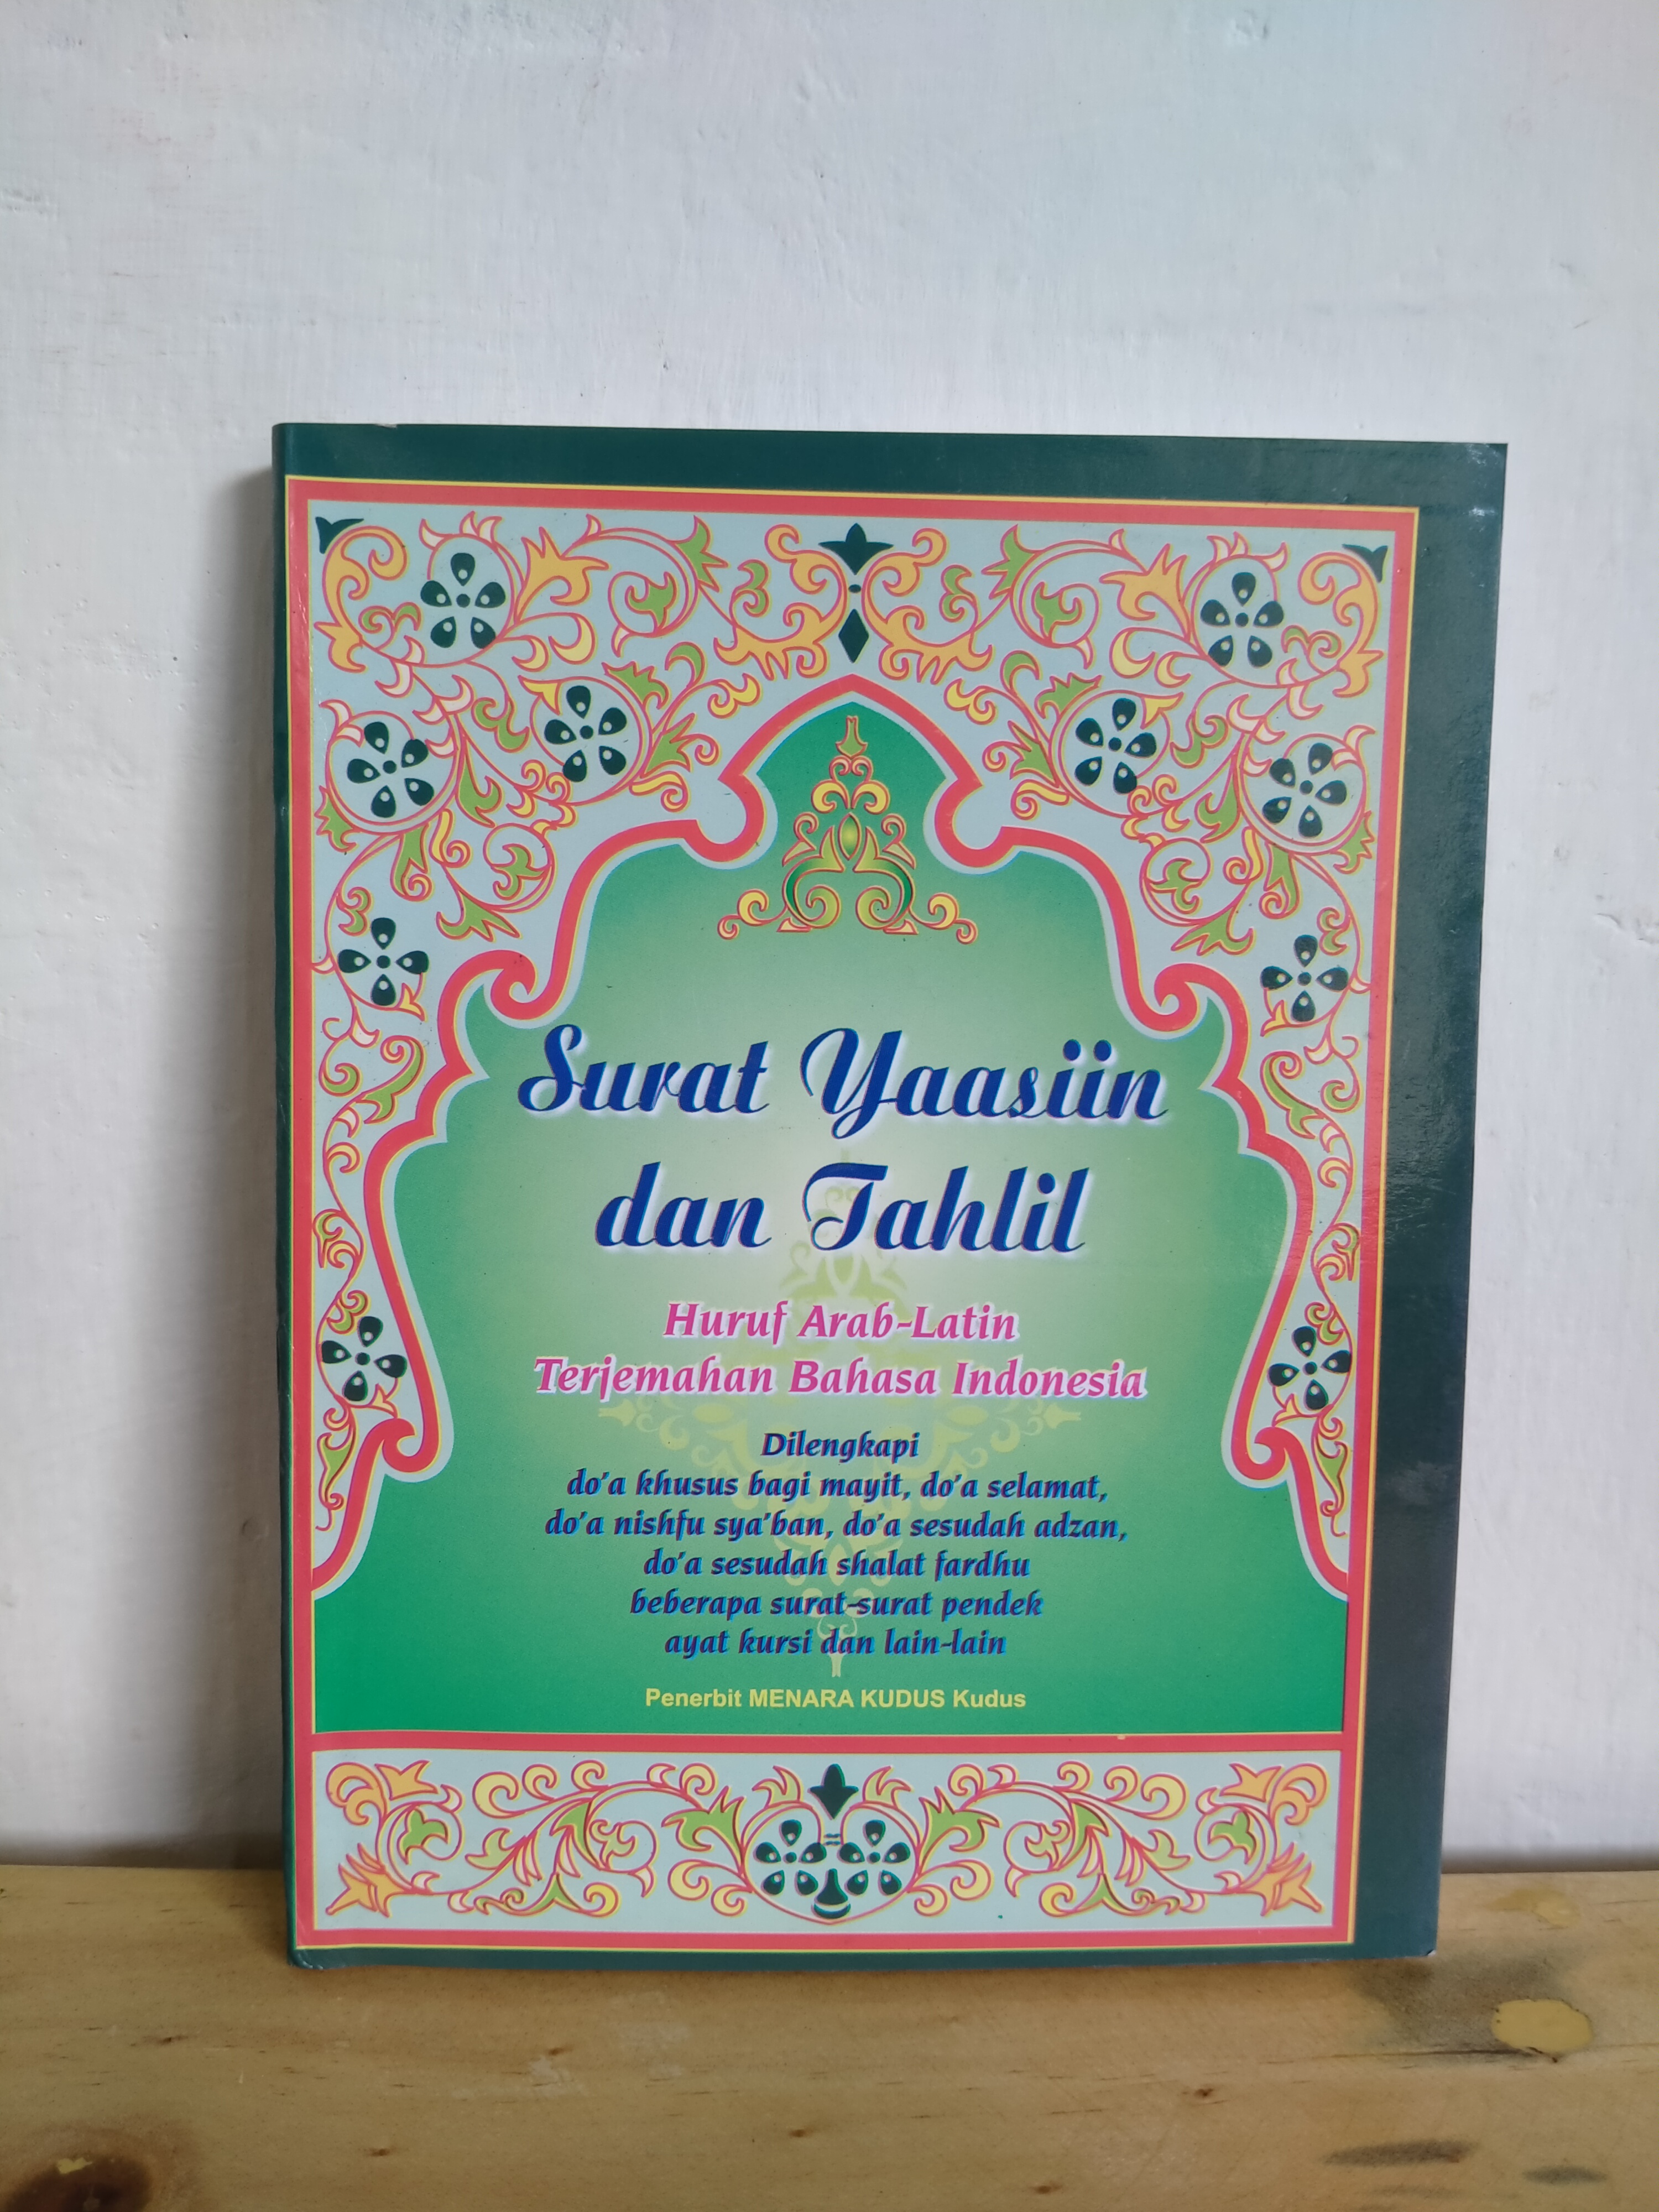 Surat Yaasiin
dan Tahlil
Huruf Arab-Latin
Terjemahan Bahasa Indonesia
Dilengkapi
do'a khusus bagi mayit, do'a selamat,
do'a nishfu sya'ban, do'a sesudah adzan,
do'a sesudah shalat fardhu
beberapa surat-surat pendek
ayat kursi dan lain-lain
Penerbit MENARA KUDUS Kudus